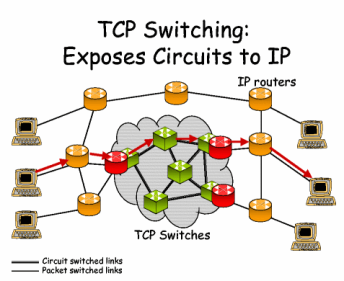 TCP Switching:
Exposes Circuits to IP
IP routers
TCP Switches
Circuit switched links
Packet switched links